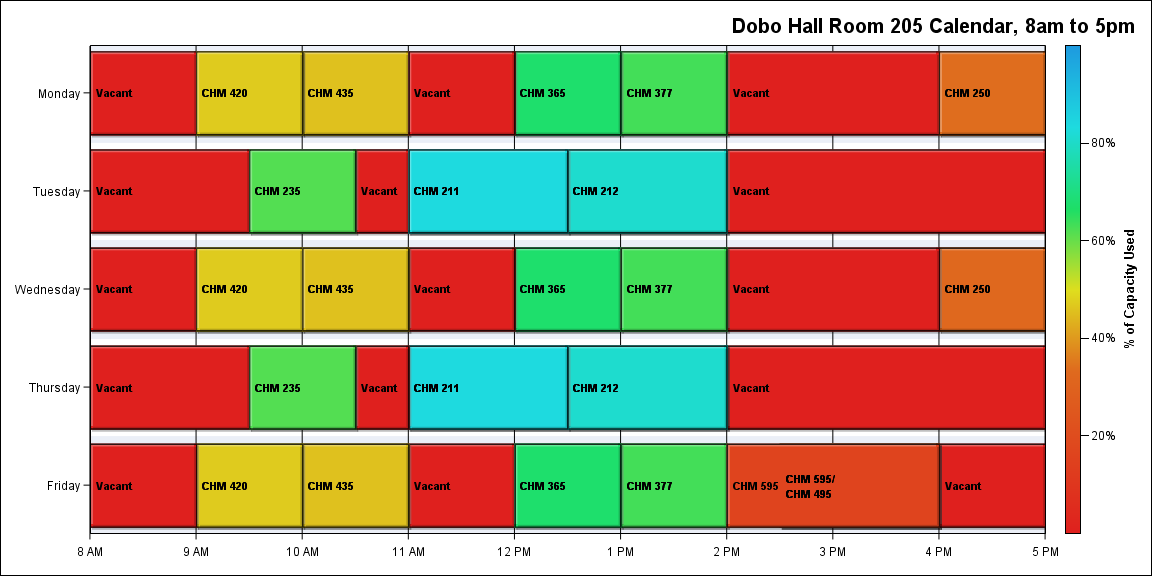 Dobo Hall Room 205 Calendar, 8am to 5pm
Monday
Vacant
CHM 420
CHM 435
Vacant
CHM 365
CHM 377
Vacant
CHM 250
Tuesday
Vacant
CHM 235
Vacant
CHM 211
CHM 212
Vacant
Wednesday
Vacant
CHM 420
CHM 435
Vacant
CHM 365
CHM 377
Vacant
CHM 250
Thursday
Vacant
CHM 235
Vacant
CHM 211
CHM 212
Vacant
Friday
Vacant
CHM 420
CHM 435
Vacant
CHM 365
CHM 377
CHM 595
CHM 595/
CHM 495
Vacant
8 AM
9 AM
10 AM
11 AM
12 PM
1 PM
2 PM
3 PM
4 PM
5 PM
80%
60%
40%
20%
% of Capacity Used